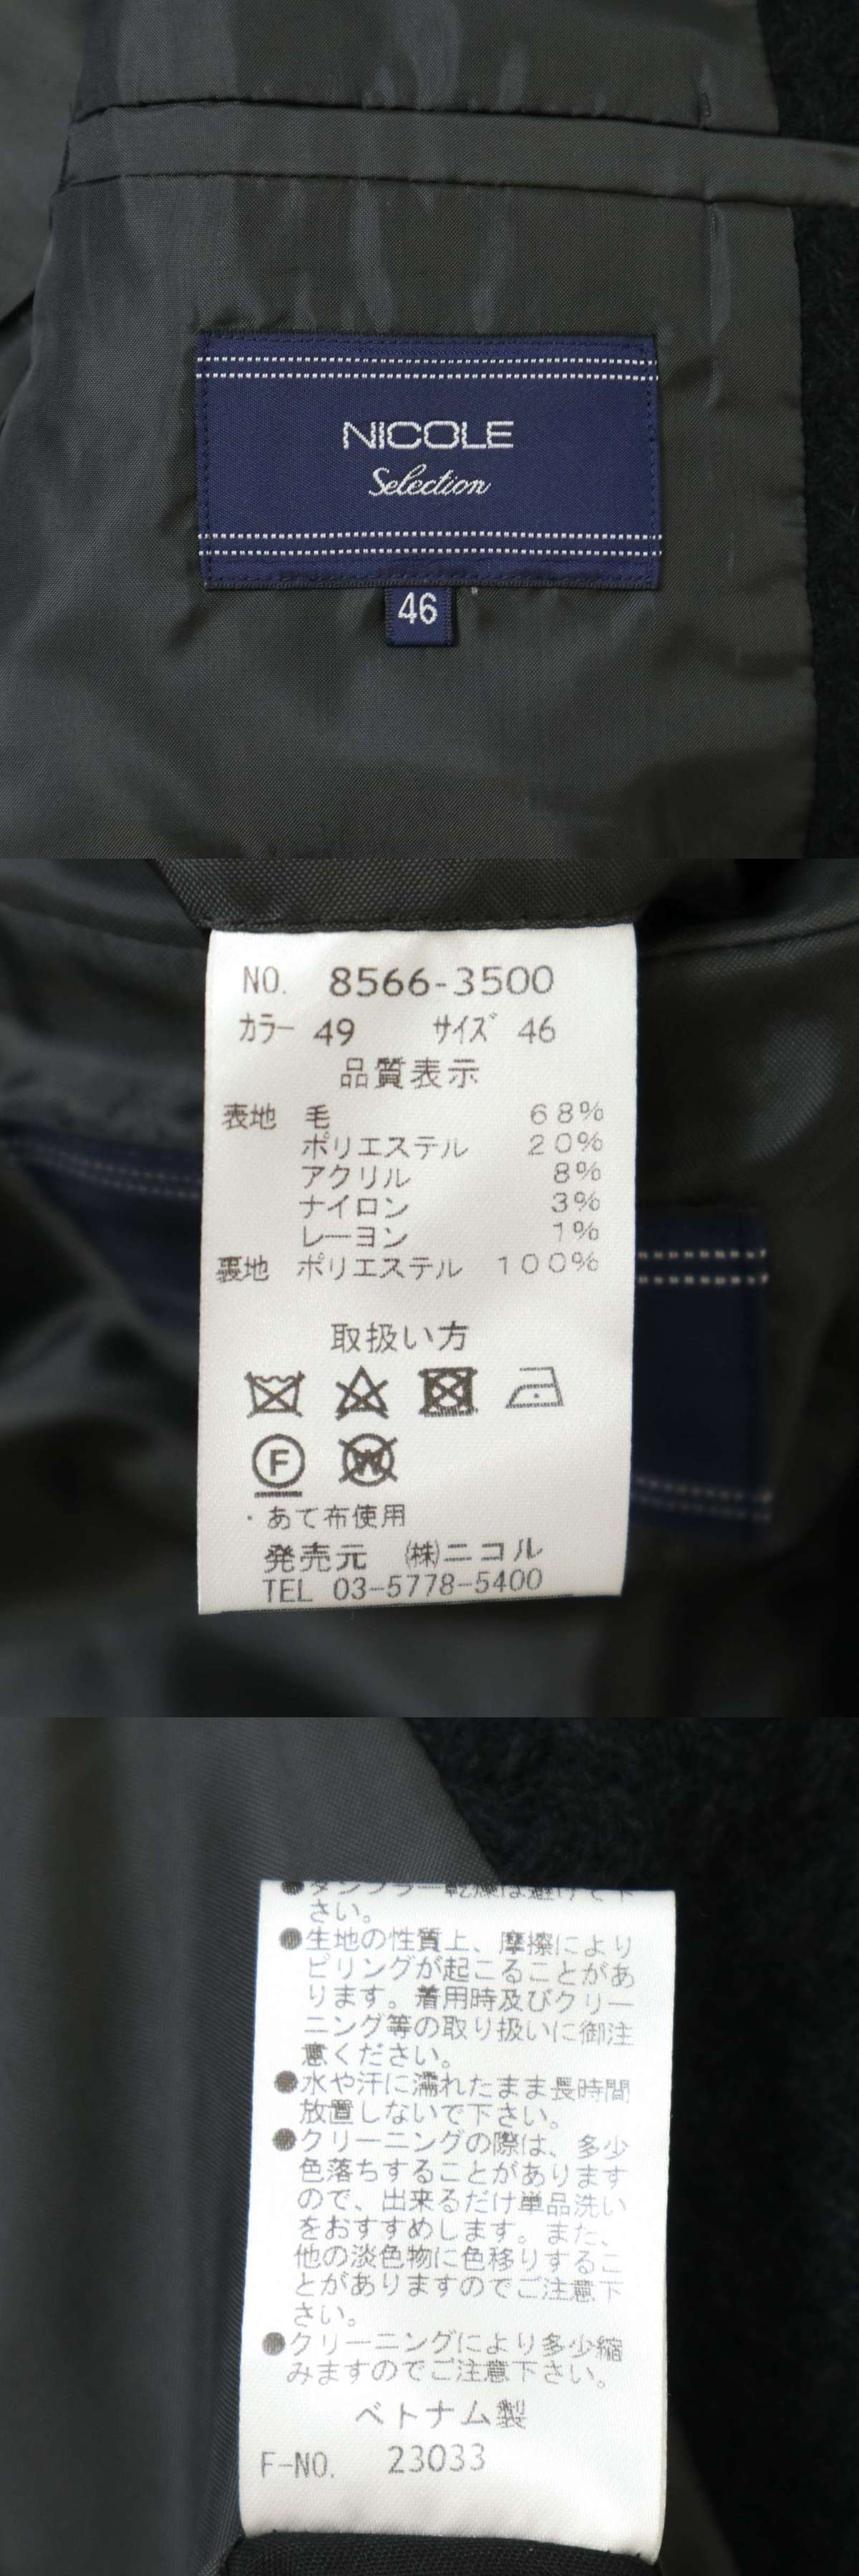 NICOLE
Selection
46
NO. 8566-3500
カラー 49 サイズ 46
品質表示
表地 毛 68%
ポリエステル 20%
アクリル 8%
ナイロン 3%
レーヨン 1%
裏地 ポリエステル 100%
取扱い方
F W
・あて布使用
発売元 ㈱ニコル
TEL 03-5778-5400
●タンブラー乾燥は避けて下
さい。
●生地の性質上、摩擦により
ピリングが起こることがあ
ります。着用時及びクリー
ニング等の取り扱いに御注
意ください。
●水や汗に濡れたまま長時間
放置しないで下さい。
●クリーニングの際は、多少
色落ちすることがあります
ので、出来るだけ単品洗い
をおすすめします。また、
他の淡色物に色移りするこ
とがありますのでご注意下
さい。
●クリーニングにより多少縮
みますのでご注意下さい。
ベトナム製
F-NO. 23033